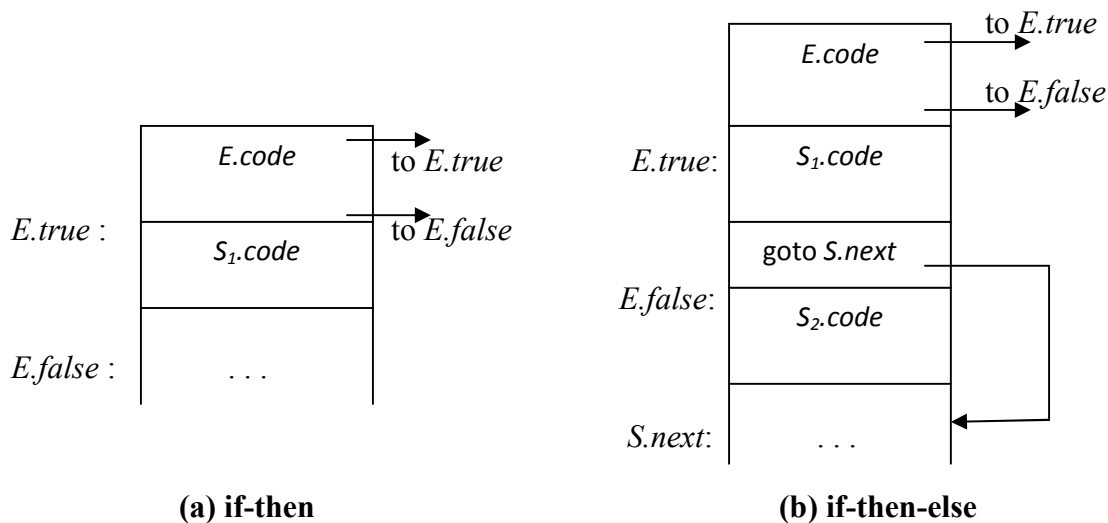 E.code
to E.true
to E.false
E.true :
S₁.code
E.false :
. . .
(a) if-then
to E.true
E.code
to E.false
E.true:
S₁.code
goto S.next
E.false:
S₂.code
S.next:
. . .
(b) if-then-else